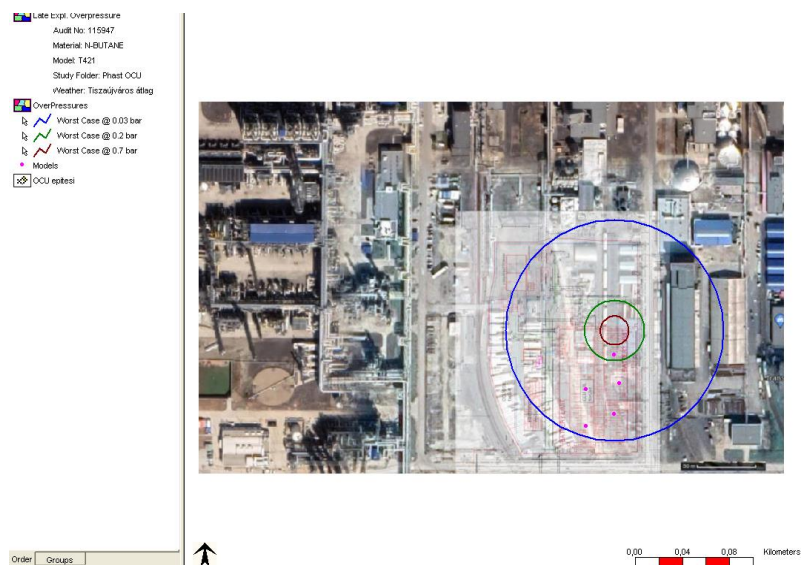 Late Expl. Overpressure
Audit No: 115947
Material: N-BUTANE
Model: T421
Study Folder: Phast OCU
Weather: Tiszaújváros átlag
OverPressures
Worst Case @ 0.03 bar
Worst Case @ 0.2 bar
Worst Case @ 0.7 bar
Models
OCU epitesi
Order
Groups
0,00 0,04 0,08 Kilometers